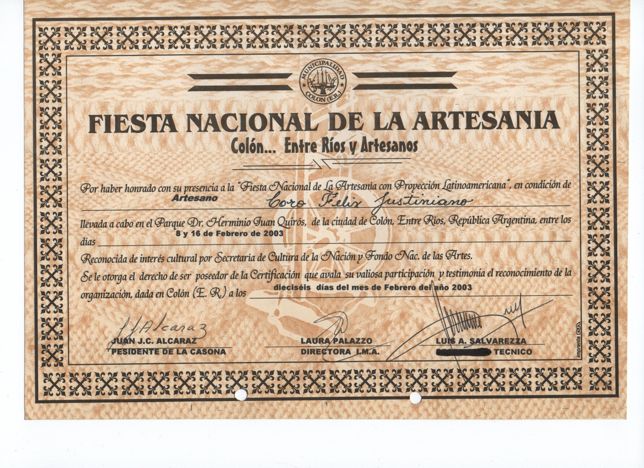 MUNICIPALIDAD
COLON (E.R.)
FIESTA NACIONAL DE LA ARTESANIA
Colón... Entre Ríos y Artesanos
Por haber honrado con su presencia a la "Fiesta Nacional de La Artesanía con Proyección Latinoamericana", en condición de
Artesano Coro Felix Justiniano
llevada a cabo en el Parque Dr. Herminio Juan Quirós, de la ciudad de Colón, Entre Ríos, República Argentina, entre los
días 8 y 16 de Febrero de 2003
Reconocida de interés cultural por Secretaria de Cultura de la Nación y Fondo Nac. de las Artes.
Se le otorga el derecho de ser poseedor de la Certificación que avala su valiosa participación y testimonia el reconocimiento de la
organización, dada en Colón (E. R.) a los dieciséis días del mes de Febrero del año 2003
JJAlcaraz
JUAN J.C. ALCARAZ LAURA PALAZZO LUIS A. SALVAREZZA
PESIDENTE DE LA CASONA DIRECTORA I.M.A. TECNICO